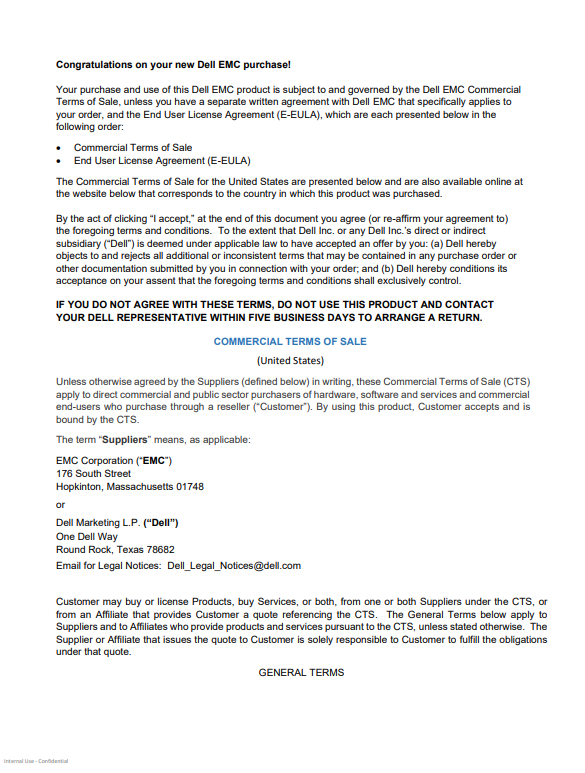 Congratulations on your new Dell EMC purchase!
Your purchase and use of this Dell EMC product is subject to and governed by the Dell EMC Commercial
Terms of Sale, unless you have a separate written agreement with Dell EMC that specifically applies to
your order, and the End User License Agreement (E-EULA), which are each presented below in the
following order:
• Commercial Terms of Sale
• End User License Agreement (E-EULA)
The Commercial Terms of Sale for the United States are presented below and are also available online at
the website below that corresponds to the country in which this product was purchased.
By the act of clicking “I accept,” at the end of this document you agree (or re-affirm your agreement to)
the foregoing terms and conditions. To the extent that Dell Inc. or any Dell Inc.’s direct or indirect
subsidiary (“Dell”) is deemed under applicable law to have accepted an offer by you: (a) Dell hereby
objects to and rejects all additional or inconsistent terms that may be contained in any purchase order or
other documentation submitted by you in connection with your order; and (b) Dell hereby conditions its
acceptance on your assent that the foregoing terms and conditions shall exclusively control.
IF YOU DO NOT AGREE WITH THESE TERMS, DO NOT USE THIS PRODUCT AND CONTACT
YOUR DELL REPRESENTATIVE WITHIN FIVE BUSINESS DAYS TO ARRANGE A RETURN.
COMMERCIAL TERMS OF SALE
(United States)
Unless otherwise agreed by the Suppliers (defined below) in writing, these Commercial Terms of Sale (CTS)
apply to direct commercial and public sector purchasers of hardware, software and services and commercial
end-users who purchase through a reseller (“Customer”). By using this product, Customer accepts and is
bound by the CTS.
The term “Suppliers” means, as applicable:
EMC Corporation (“EMC”)
176 South Street
Hopkinton, Massachusetts 01748
or
Dell Marketing L.P. (“Dell”)
One Dell Way
Round Rock, Texas 78682
Email for Legal Notices: Dell_Legal_Notices@dell.com
Customer may buy or license Products, buy Services, or both, from one or both Suppliers under the CTS, or
from an Affiliate that provides Customer a quote referencing the CTS. The General Terms below apply to
Suppliers and to Affiliates who provide products and services pursuant to the CTS, unless stated otherwise. The
Supplier or Affiliate that issues the quote to Customer is solely responsible to Customer to fulfill the obligations
under that quote.
GENERAL TERMS
Internal Use - Confidential